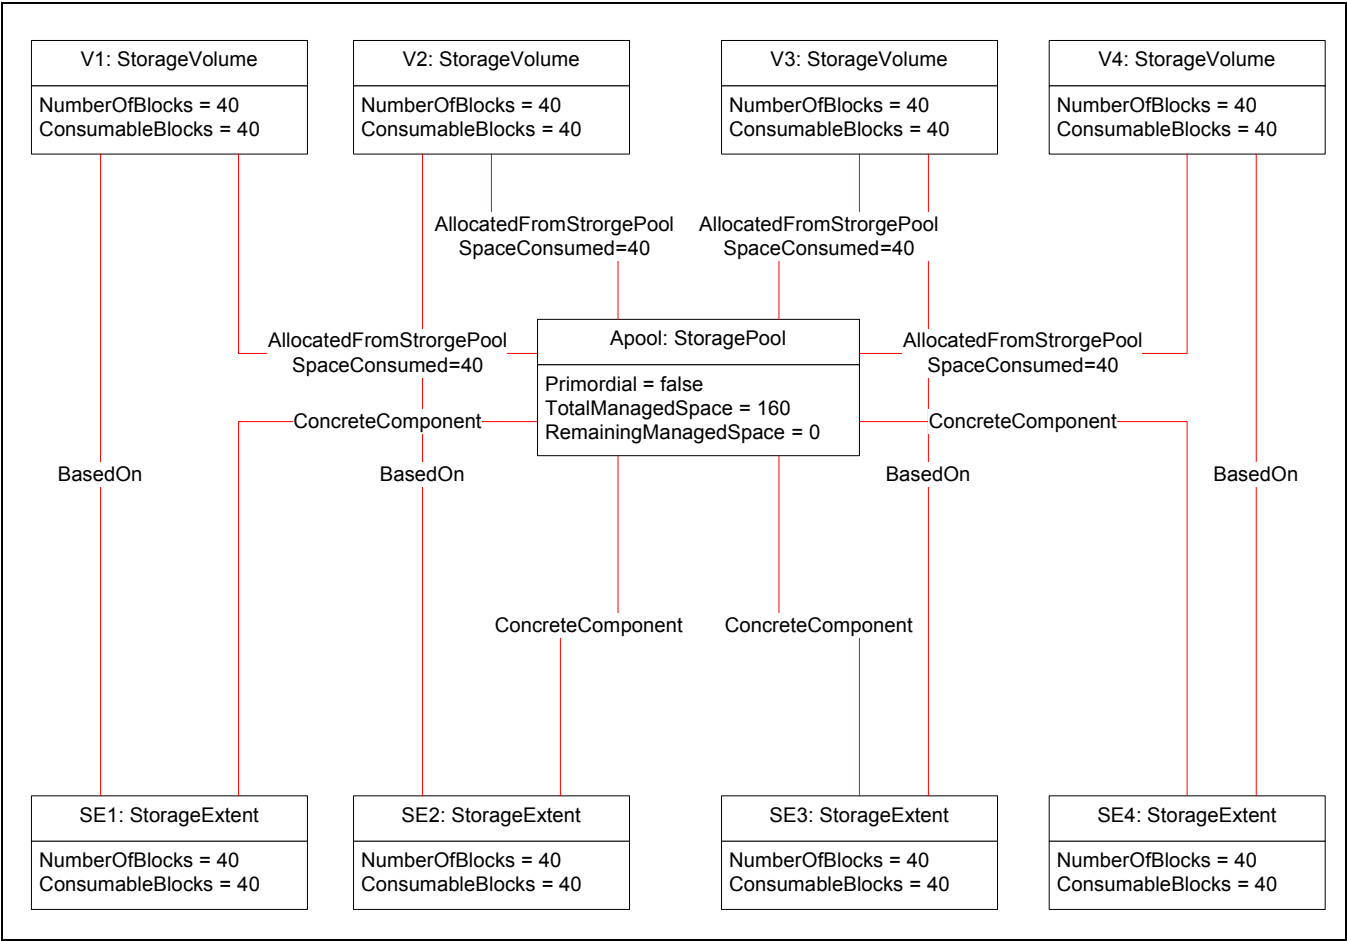 V1: StorageVolume
NumberOfBlocks = 40
ConsumableBlocks = 40
V2: StorageVolume
NumberOfBlocks = 40
ConsumableBlocks = 40
V3: StorageVolume
NumberOfBlocks = 40
ConsumableBlocks = 40
V4: StorageVolume
NumberOfBlocks = 40
ConsumableBlocks = 40
AllocatedFromStrorgePool
SpaceConsumed=40
AllocatedFromStrorgePool
SpaceConsumed=40
AllocatedFromStrorgePool
SpaceConsumed=40
Apool: StoragePool
Primordial = false
TotalManagedSpace = 160
RemainingManagedSpace = 0
AllocatedFromStrorgePool
SpaceConsumed=40
ConcreteComponent
ConcreteComponent
BasedOn
BasedOn
BasedOn
BasedOn
ConcreteComponent
ConcreteComponent
SE1: StorageExtent
NumberOfBlocks = 40
ConsumableBlocks = 40
SE2: StorageExtent
NumberOfBlocks = 40
ConsumableBlocks = 40
SE3: StorageExtent
NumberOfBlocks = 40
ConsumableBlocks = 40
SE4: StorageExtent
NumberOfBlocks = 40
ConsumableBlocks = 40